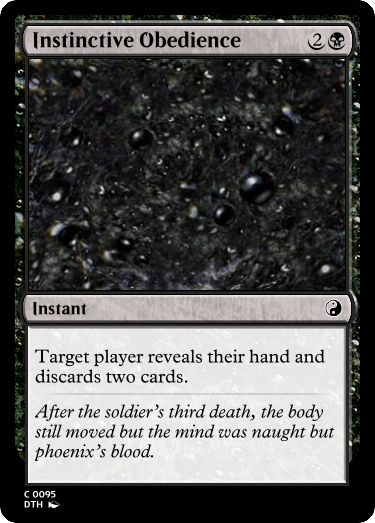 Instinctive Obedience 2
Instant
Target player reveals their hand and
discards two cards.
After the soldier's third death, the body
still moved but the mind was naught but
phoenix's blood.
C 0095
DTH